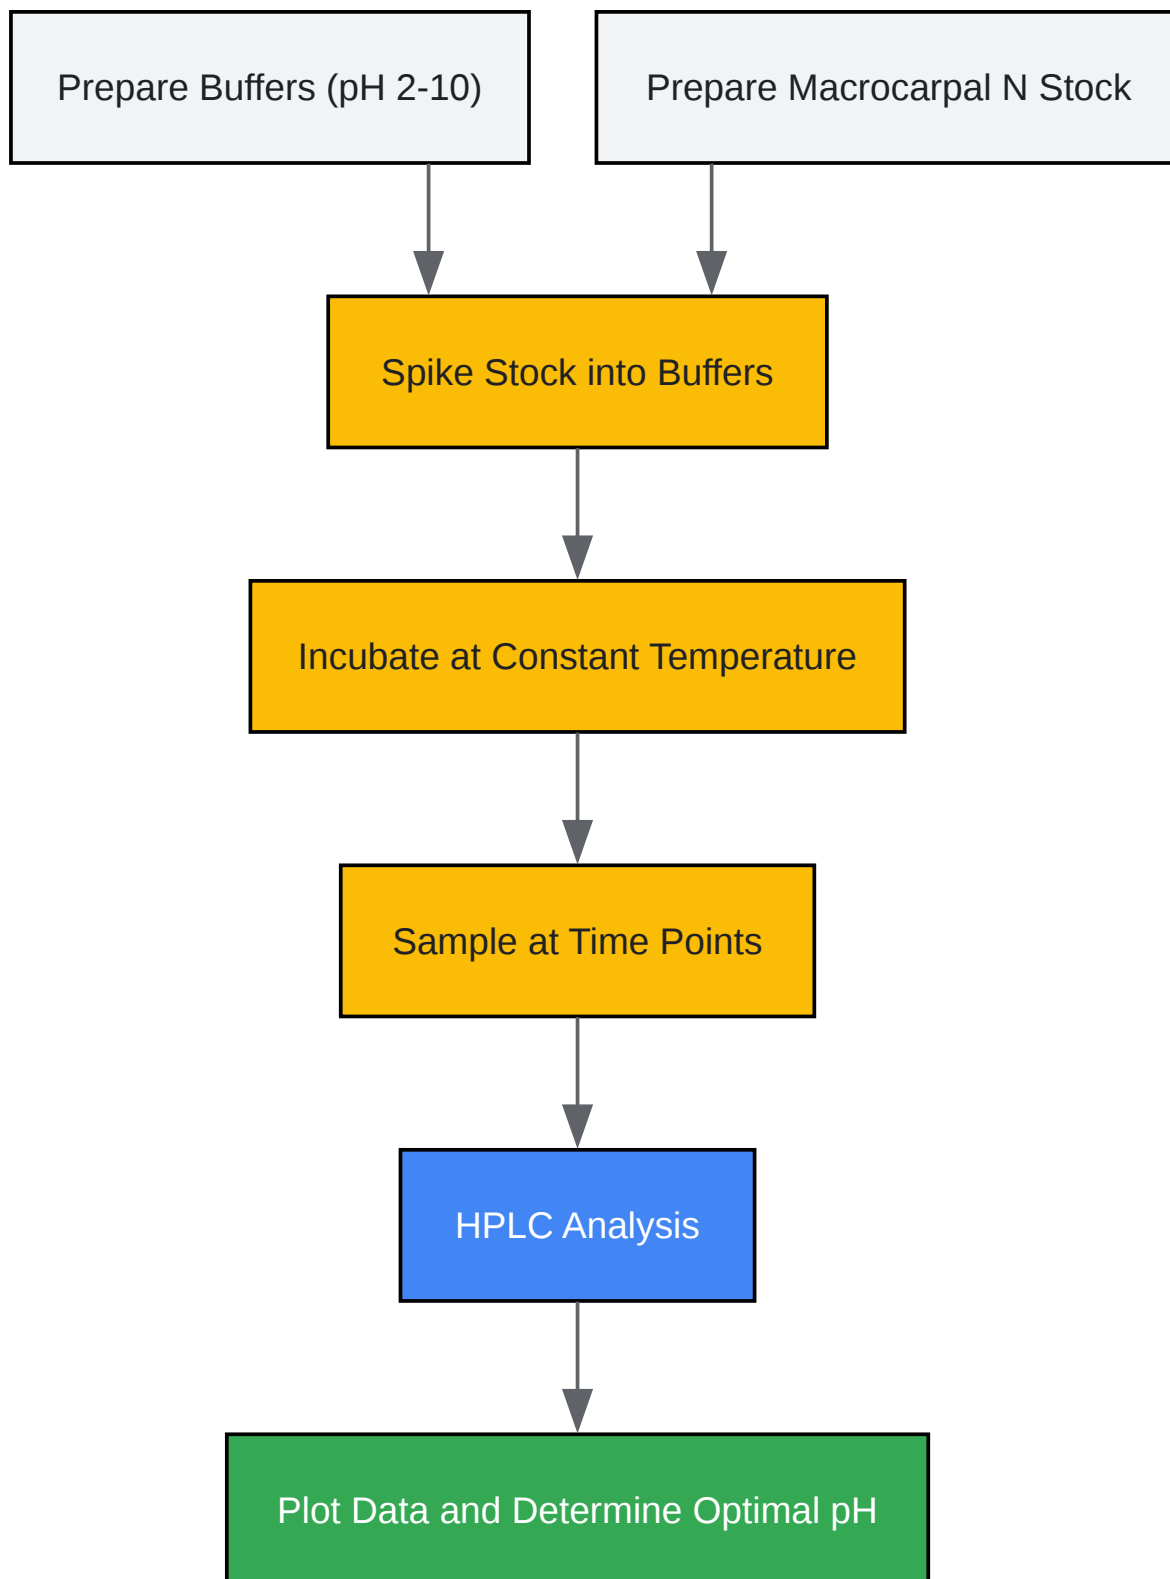 Prepare Buffers (pH 2-10)
Prepare Macrocarpal N Stock
Spike Stock into Buffers
Incubate at Constant Temperature
Sample at Time Points
HPLC Analysis
Plot Data and Determine Optimal pH